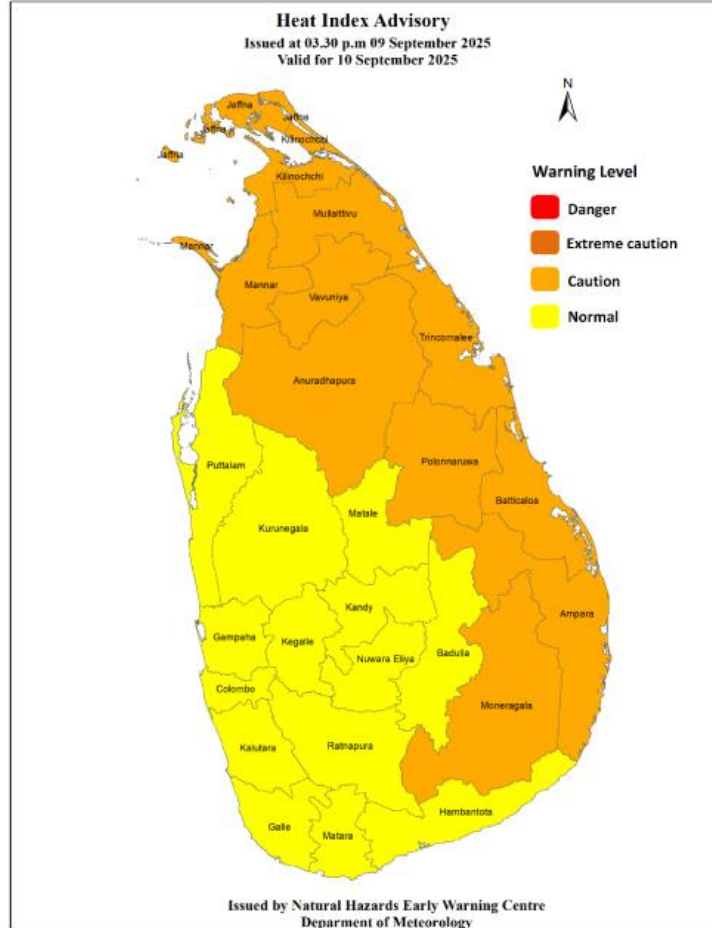 Heat Index Advisory
Issued at 03.30 p.m 09 September 2025
Valid for 10 September 2025
N
Jaffna
Jaffna
Jaffna
Kilinochchi
Jaffna
Kilinochchi
Mullaittivu
Mannar
Mannar
Vavuniya
Trincomalee
Anuradhapura
Polonnaruwa
Puttalam
Batticaloa
Matale
Kurunegala
Kandy
Ampara
Gampaha
Kegalle
Nuwara Eliya
Badulla
Colombo
Moneragala
Kalutara
Ratnapura
Hambantota
Galle
Matara
Warning Level
Danger
Extreme caution
Caution
Normal
Issued by Natural Hazards Early Warning Centre
Deparment of Meteorology